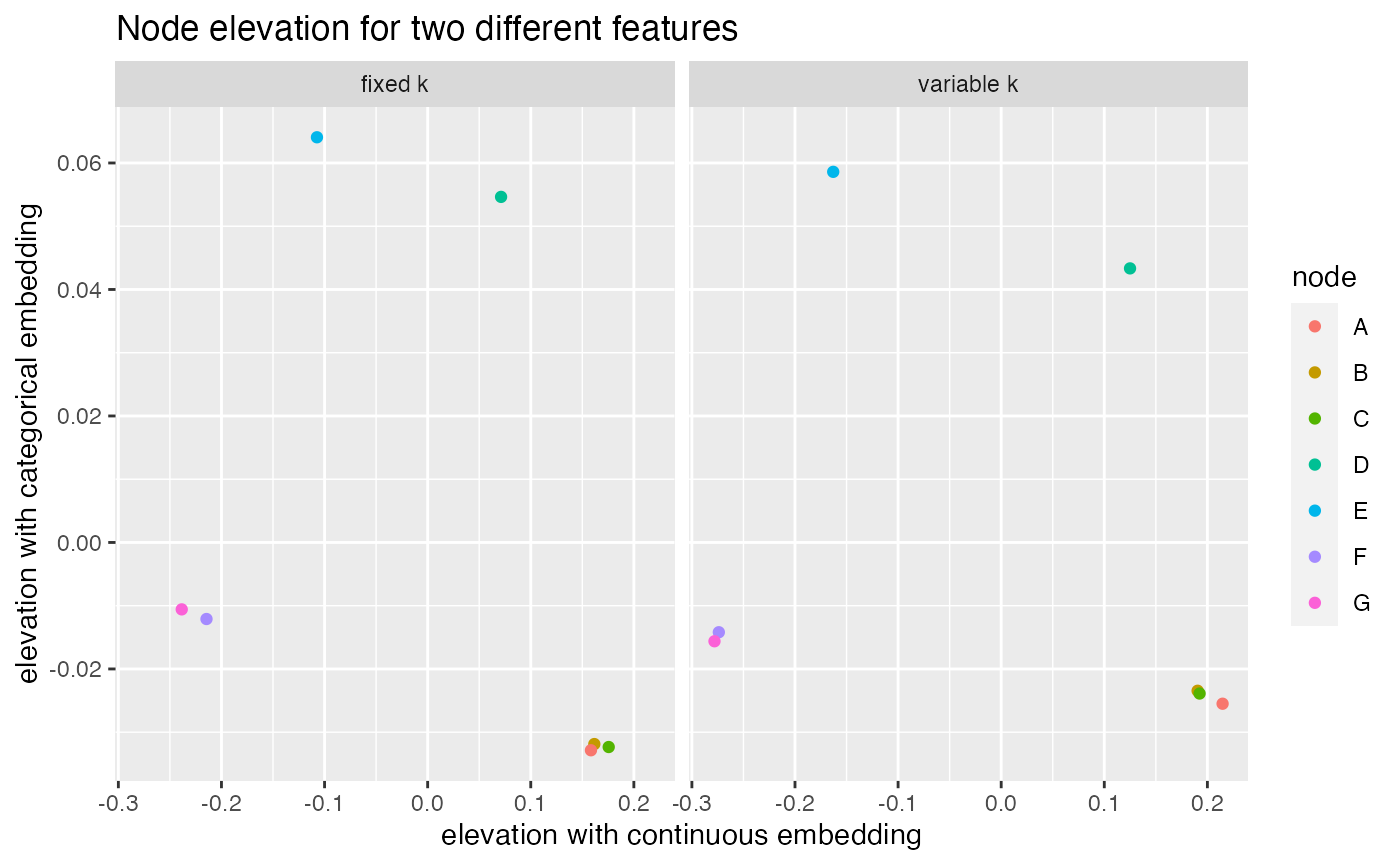 Node elevation for two different features
fixed k
variable k
elevation with categorical embedding
0.06
0.04
0.02
0.00
-0.02
-0.3 -0.2 -0.1 0.0 0.1 0.2
-0.3 -0.2 -0.1 0.0 0.1 0.2
elevation with continuous embedding
node
A
B
C
D
E
F
G